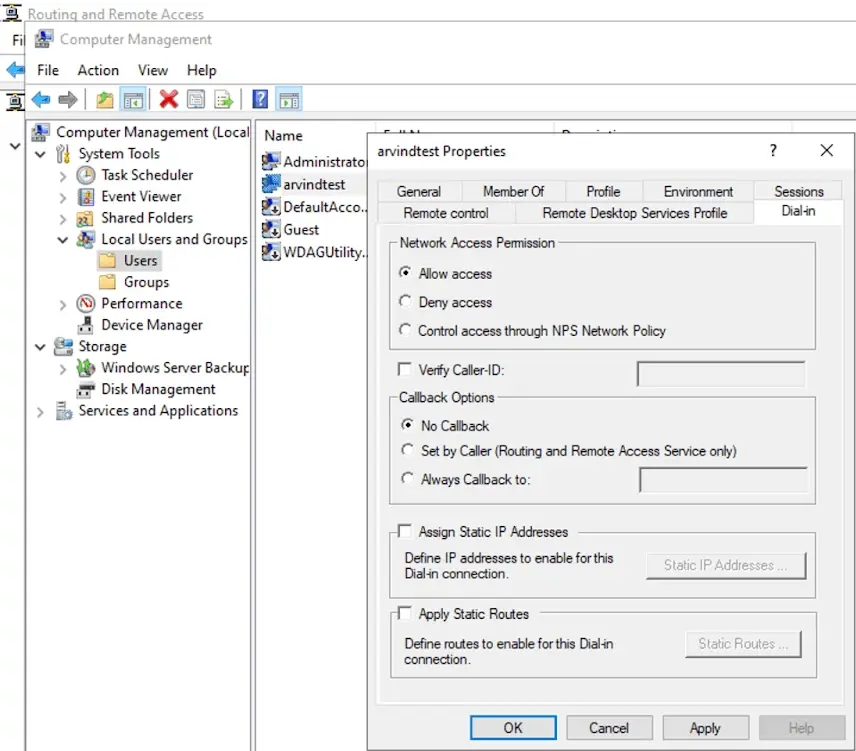 Routing and Remote Access
Fi
Computer Management
File Action View Help
Computer Management (Local
System Tools
Task Scheduler
Event Viewer
Shared Folders
Local Users and Groups
Users
Groups
Performance
Device Manager
Storage
Windows Server Backup
Disk Management
Services and Applications
Name
Administrator
arvindtest
DefaultAcco...
Guest
WDAGUtility...
arvindtest Properties
?
General Member Of Profile Environment Sessions
Remote control Remote Desktop Services Profile Dial-in
Network Access Permission
Allow access
Deny access
Control access through NPS Network Policy
Verify Caller-ID:
Callback Options
No Callback
Set by Caller (Routing and Remote Access Service only)
Always Callback to:
Assign Static IP Addresses
Define IP addresses to enable for this
Dial-in connection.
Static IP Addresses ...
Apply Static Routes
Define routes to enable for this Dial-in
connection.
Static Routes ...
OK Cancel Apply Help